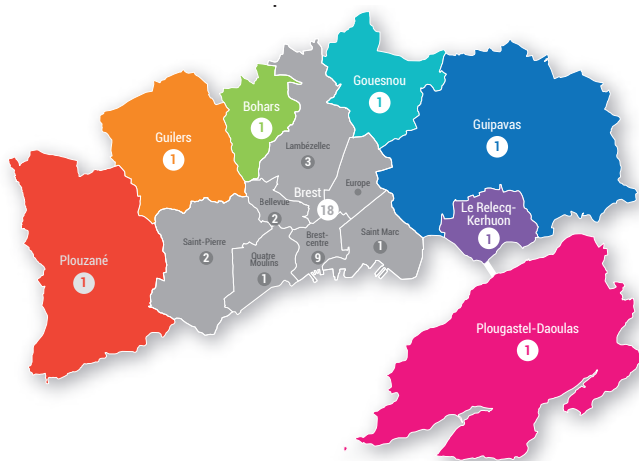 Gouesnou
1
Bohars
1
Guipavas
1
Guilers
1
Lambézellec
3
Europe
Brest
18
Bellevue
2
Le Relecq-
Kerhuon
1
Saint-Pierre
2
Quatre
Moulins
1
Brest-
centre
9
Saint Marc
1
Plouzané
1
Plougastel-Daoulas
1